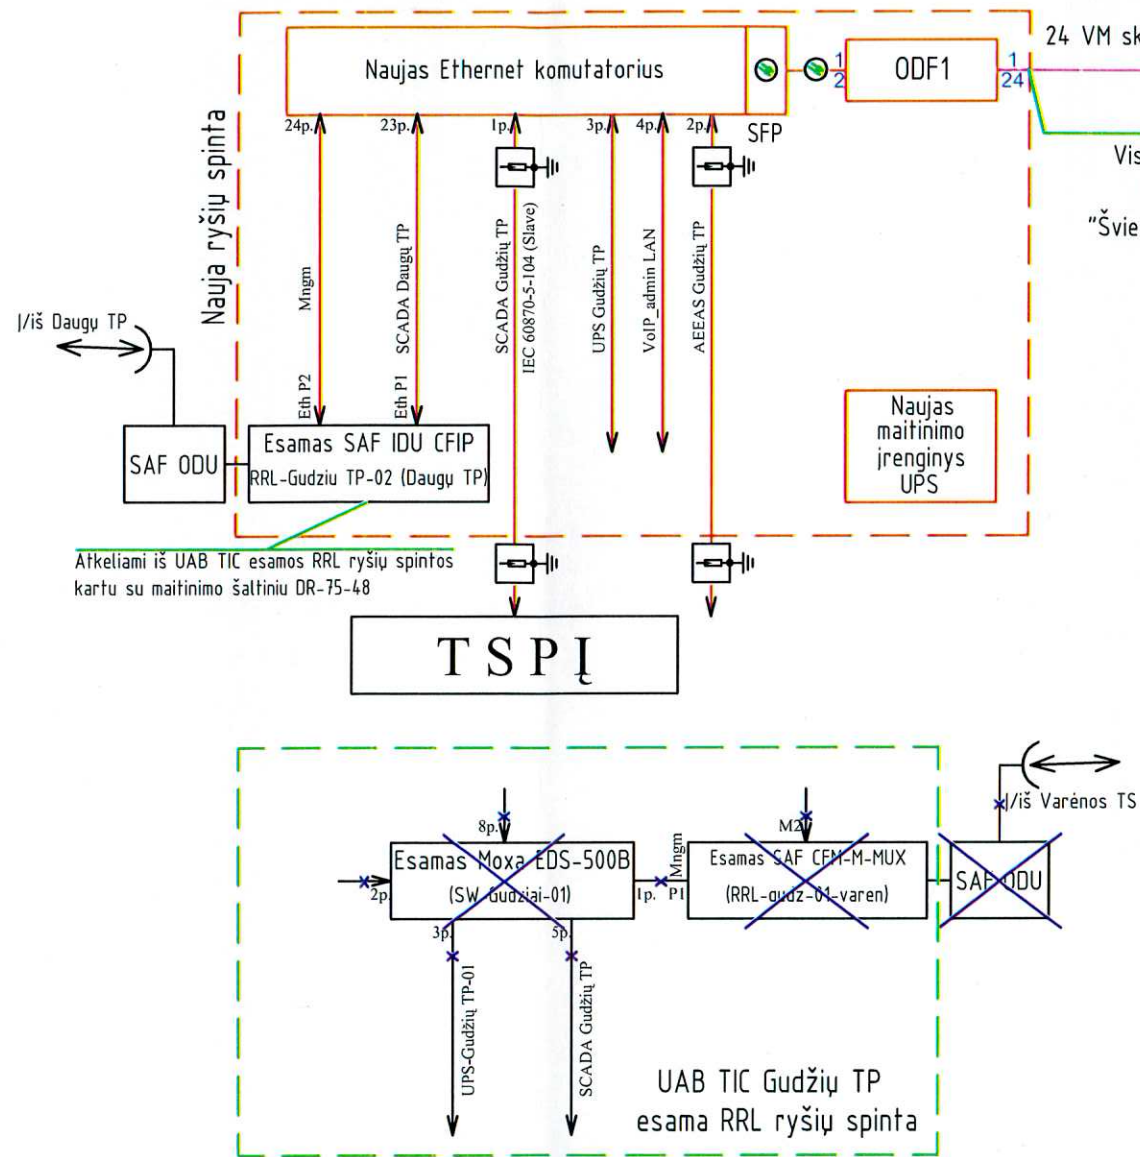 24 VM sk
Naujas Ethernet komutatorius
1
2
ODF1
1
24
SFP
24p.
23p.
1p.
3p.
4p.
2p.
Vis
"Švie
Nauja ryšių spinta
Mngm
Eth P2
SCADA Daugų TP
Eth P1
SCADA Gudžių TP
IEC 60870-5-104 (Slave)
UPS Gudžių TP
VoIP_admin LAN
AEEAS Gudžių TP
Į/iš Daugų TP
SAF ODU
Esamas SAF IDU CFIP
RRL-Gudziu TP-02 (Daugų TP)
Naujas
maitinimo
įrenginys
UPS
Atkeliami iš UAB TIC esamos RRL ryšių spintos
kartu su maitinimo šaltiniu DR-75-48
TSPĮ
Į/iš Varėnos TS
8p.
M2
Esamas Moxa EDS-500B
(SW-Gudziai-01)
2p.
1p.
P1
Mngm
Esamas SAF CFM-M-MUX
(RRL-gudz-01-varen)
SAF ODU
3p.
5p.
UPS-Gudžių TP-01
SCADA Gudžių TP
UAB TIC Gudžių TP
esama RRL ryšių spinta